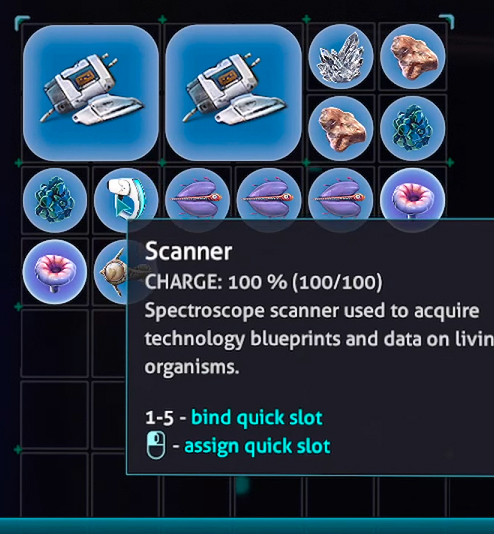 Scanner
CHARGE: 100 % (100/100)
Spectroscope scanner used to acquire
technology blueprints and data on livin
organisms.
1-5 - bind quick slot
- assign quick slot